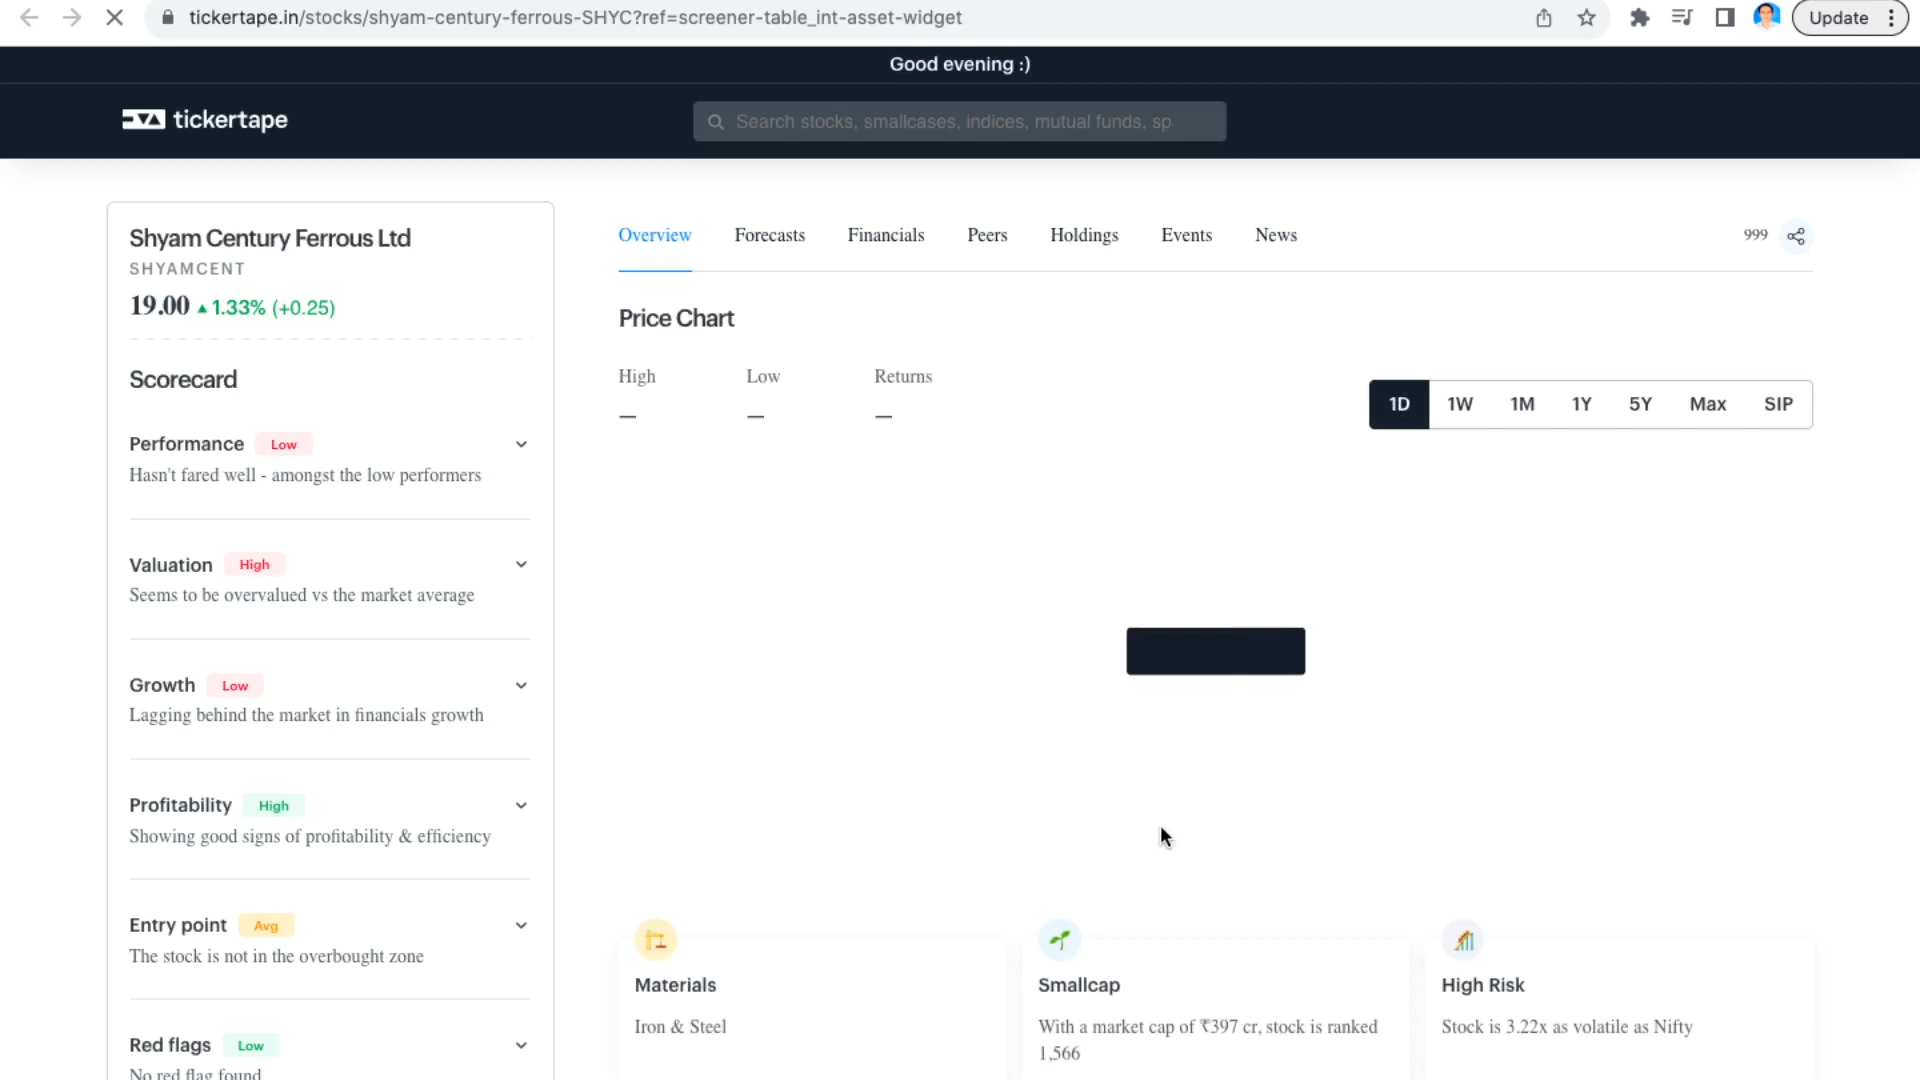 tickertape.in/stocks/shyam-century-ferrous-SHYC?ref=screener-table_int-asset-widget
Update
Good evening :)
tickertape
Search stocks, smallcases, indices, mutual funds, sp
Shyam Century Ferrous Ltd
SHYAMCENT
19.00 ▲ 1.33% (+0.25)
Overview Forecasts Financials Peers Holdings Events News
999
Price Chart
High Low Returns
— — —
1D 1W 1M 1Y 5Y Max SIP
Scorecard
Performance Low
Hasn't fared well - amongst the low performers
Valuation High
Seems to be overvalued vs the market average
Growth Low
Lagging behind the market in financials growth
Profitability High
Showing good signs of profitability & efficiency
Entry point Avg
The stock is not in the overbought zone
Red flags Low
No red flag found
Materials
Iron & Steel
Smallcap
With a market cap of ₹397 cr, stock is ranked
1,566
High Risk
Stock is 3.22x as volatile as Nifty